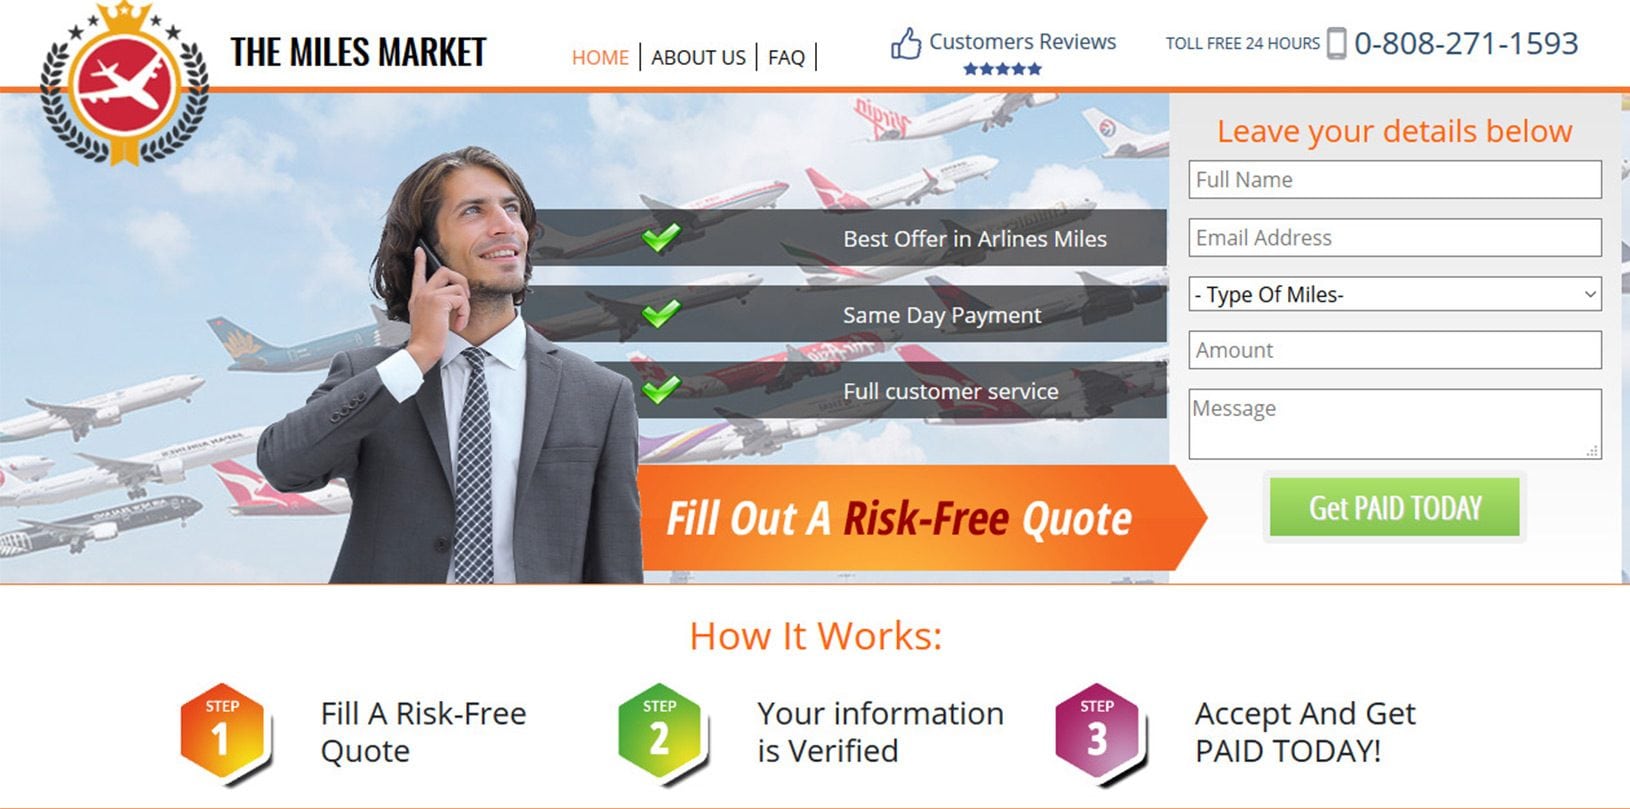 THE MILES MARKET
HOME
ABOUT US
FAQ
Customers Reviews
TOLL FREE 24 HOURS
0-808-271-1593
Leave your details below
Full Name
Email Address
- Type Of Miles-
Amount
Message
Get PAID TODAY
Best Offer in Arlines Miles
Same Day Payment
Full customer service
Fill Out A Risk-Free Quote
How It Works:
STEP
1
Fill A Risk-Free
Quote
STEP
2
Your information
is Verified
STEP
3
Accept And Get
PAID TODAY!